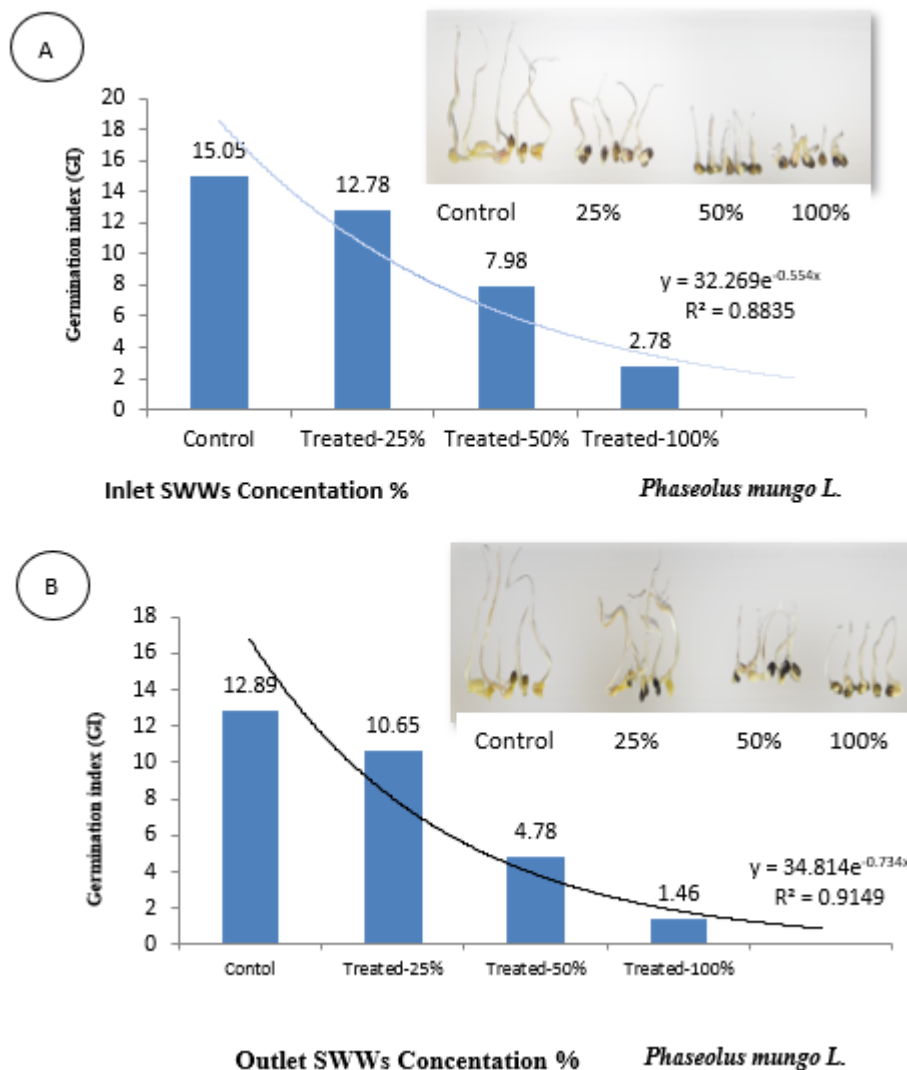 A
Germination index (GI)
20
18
16
14
12
10
8
6
4
2
0
15.05
12.78
7.98
2.78
Control 25% 50% 100%
y = 32.269e-0.554x
R² = 0.8835
Control Treated-25% Treated-50% Treated-100%
Inlet SWWs Concentation % Phaseolus mungo L.
B
Germination index (GI)
18
16
14
12
10
8
6
4
2
0
12.89
10.65
4.78
1.46
Control 25% 50% 100%
y = 34.814e-0.734x
R² = 0.9149
Contol Treated-25% Treated-50% Treated-100%
Outlet SWWs Concentation % Phaseolus mungo L.